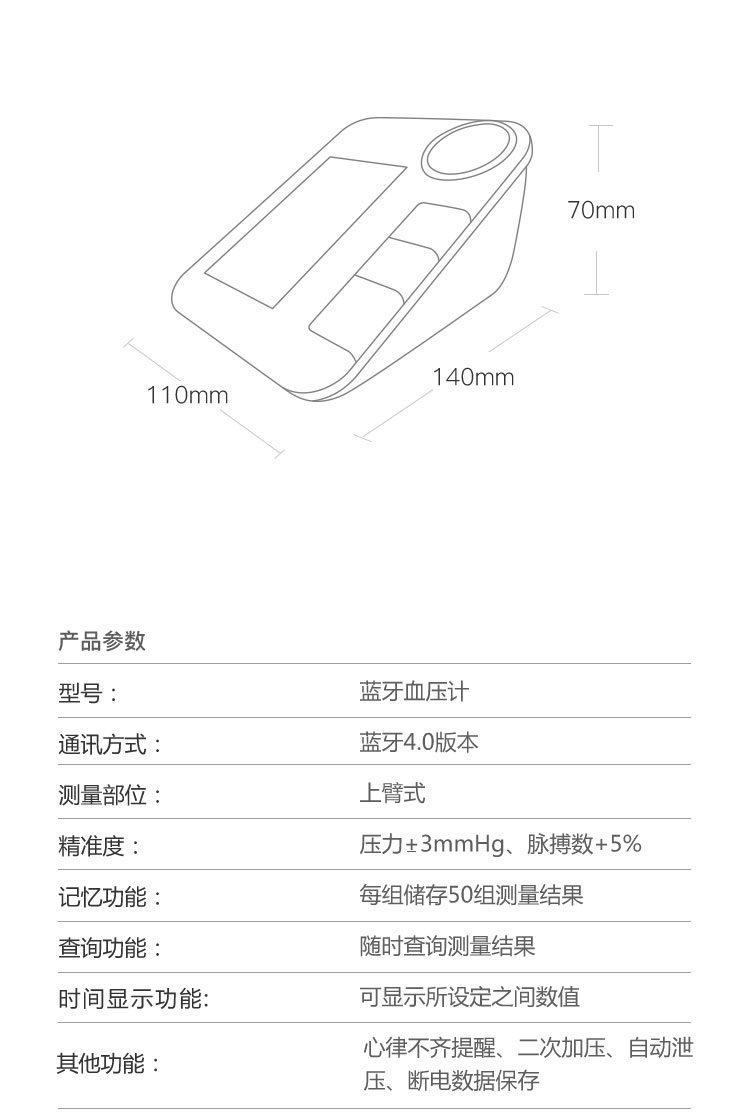 70mm
140mm
110mm
产品参数
型号：	蓝牙血压计
通讯方式：	蓝牙4.0版本
测量部位：	上臂式
精准度：	压力±3mmHg、脉搏数+5%
记忆功能：	每组储存50组测量结果
查询功能：	随时查询测量结果
时间显示功能:	可显示所设定之间数值
其他功能：	心律不齐提醒、二次加压、自动泄
压、断电数据保存